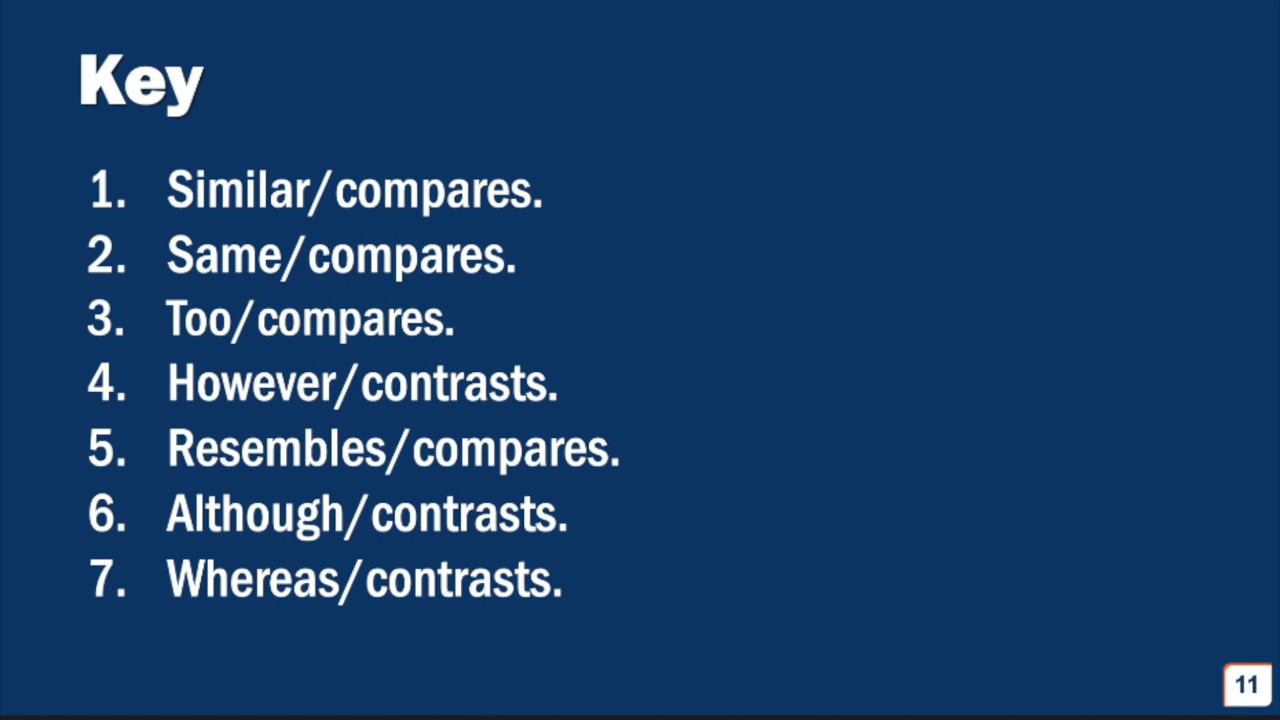 Key
1. Similar/compares.
2. Same/compares.
3. Too/compares.
4. However/contrasts.
5. Resembles/compares.
6. Although/contrasts.
7. Whereas/contrasts.
11